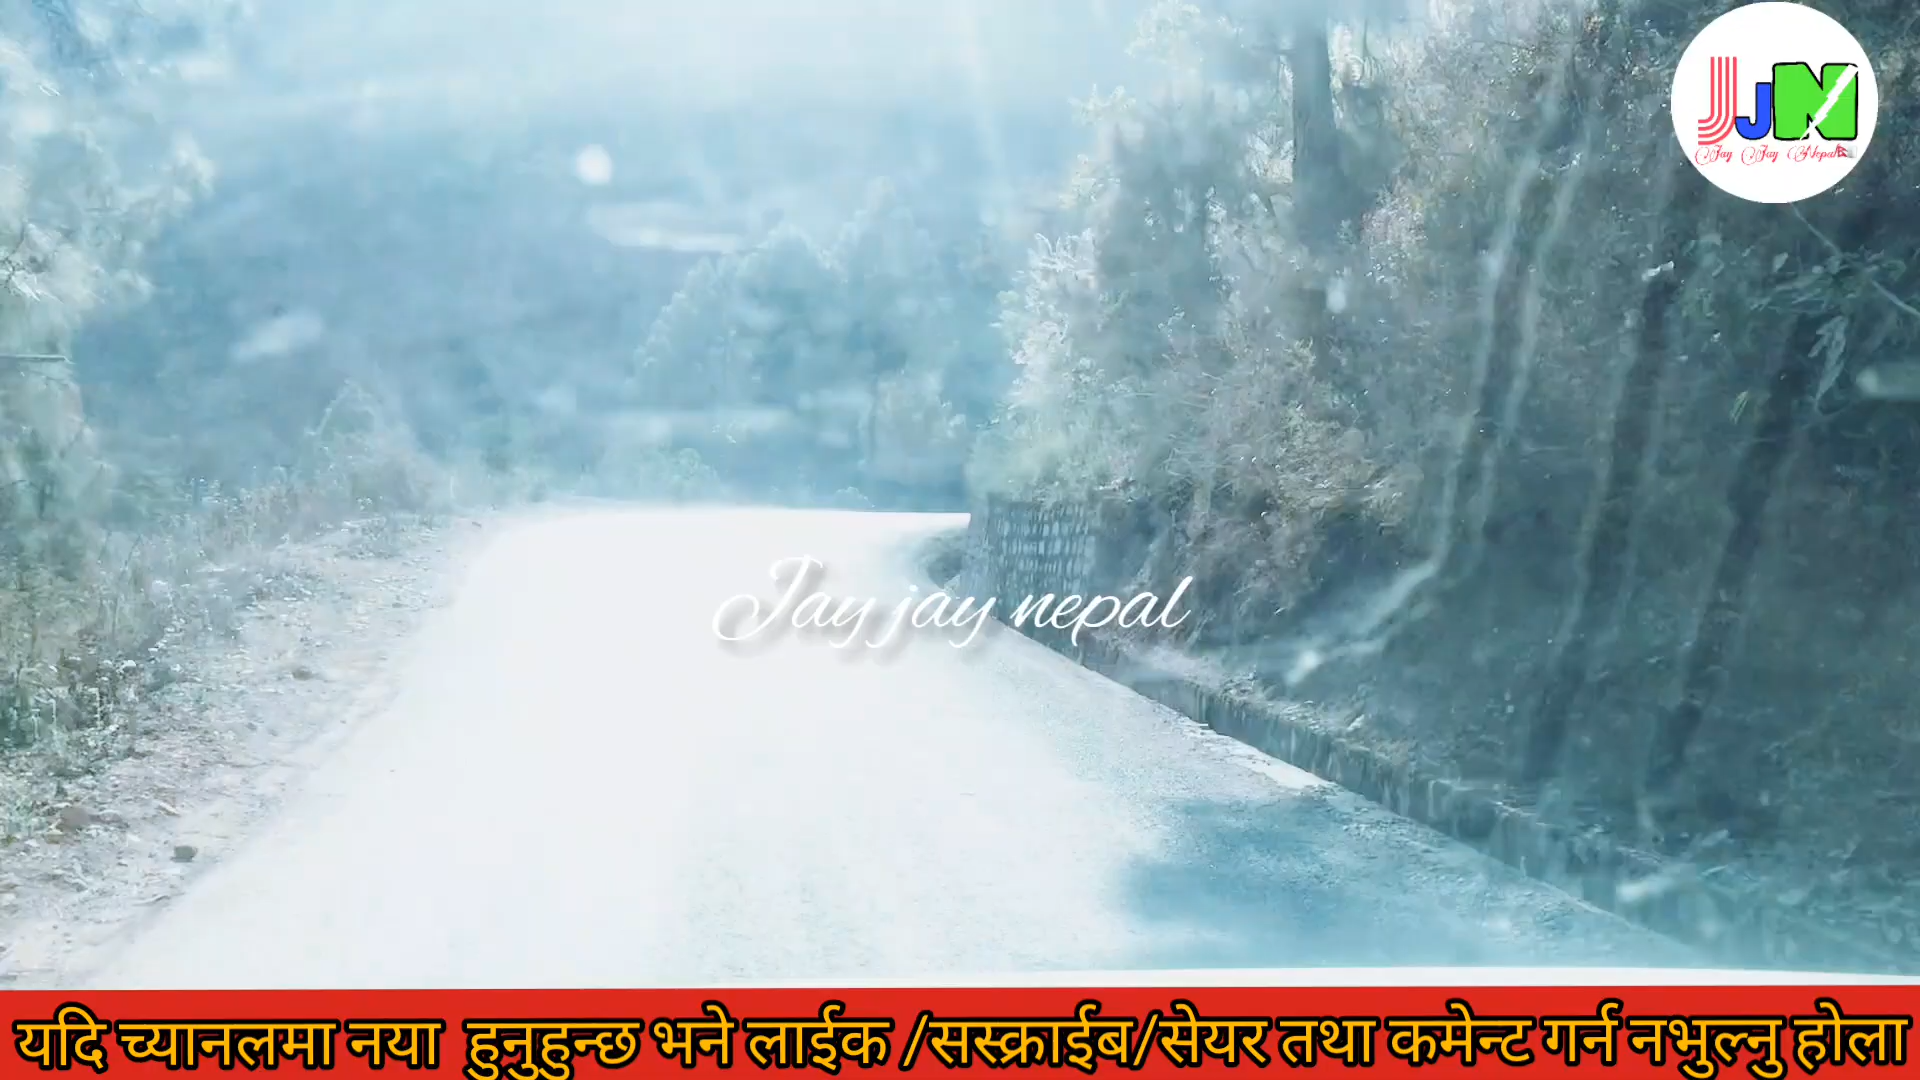 JJN
Jay Jay Nepal
Jay jay nepal
यदि च्यानलमा नया हुनुहुन्छ भने लाईक /सस्क्राईब/सेयर तथा कमेन्ट गर्न नभुल्नु होला